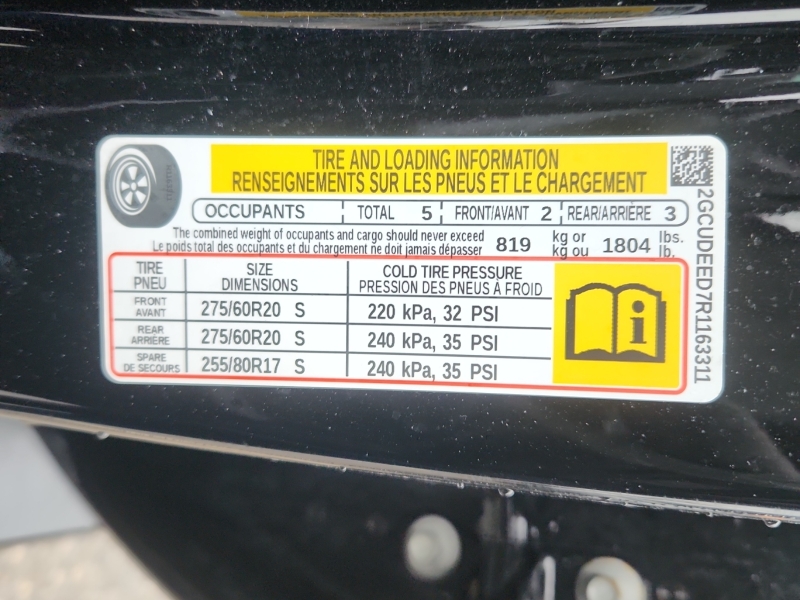 TIRE AND LOADING INFORMATION
RENSEIGNEMENTS SUR LES PNEUS ET LE CHARGEMENT
OCCUPANTS TOTAL 5 FRONT/AVANT 2 REAR/ARRIÈRE 3
The combined weight of occupants and cargo should never exceed 819 kg or 1804 lbs.
Le poids total des occupants et du chargement ne doit jamais dépasser kg ou lb.
TIRE SIZE COLD TIRE PRESSURE
PNEU DIMENSIONS PRESSION DES PNEUS À FROID
FRONT
AVANT 275/60R20 S 220 kPa, 32 PSI
REAR
ARRIÈRE 275/60R20 S 240 kPa, 35 PSI
SPARE
DE SECOURS 255/80R17 S 240 kPa, 35 PSI
2GCUDEED7R1163311